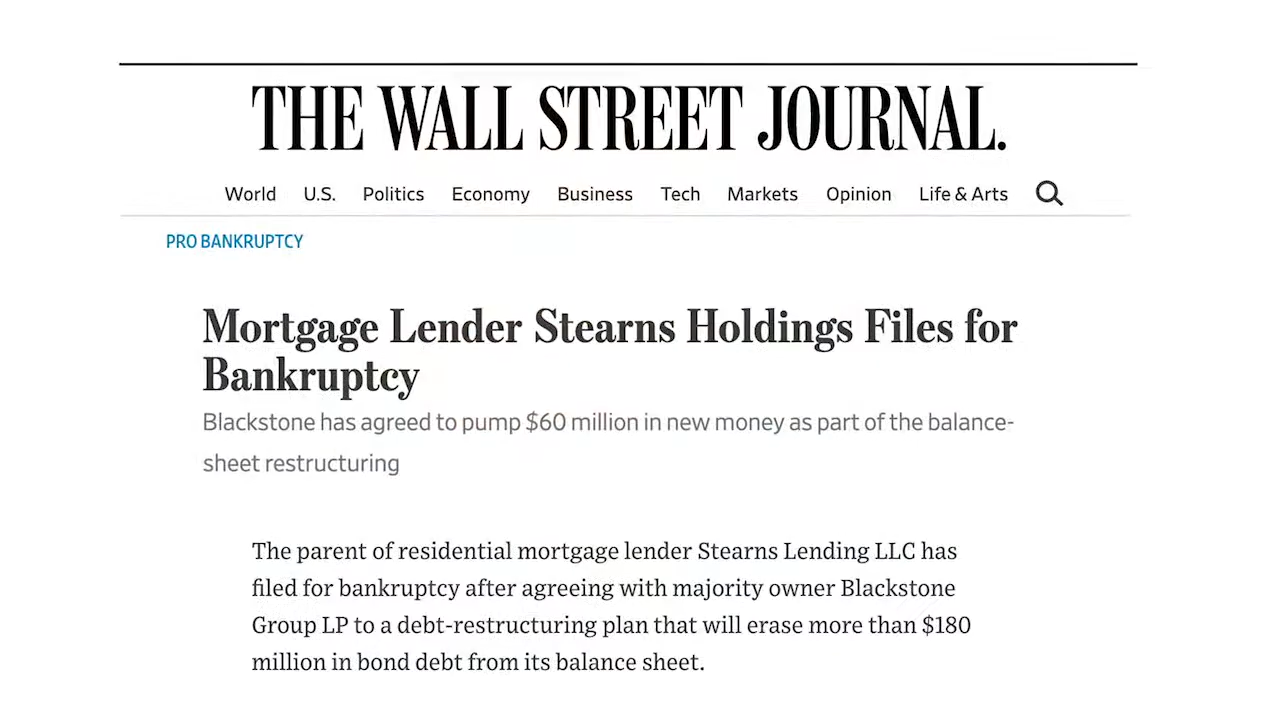 THE WALL STREET JOURNAL.
World U.S. Politics Economy Business Tech Markets Opinion Life & Arts
PRO BANKRUPTCY
Mortgage Lender Stearns Holdings Files for
Bankruptcy
Blackstone has agreed to pump $60 million in new money as part of the balance-
sheet restructuring
The parent of residential mortgage lender Stearns Lending LLC has
filed for bankruptcy after agreeing with majority owner Blackstone
Group LP to a debt-restructuring plan that will erase more than $180
million in bond debt from its balance sheet.